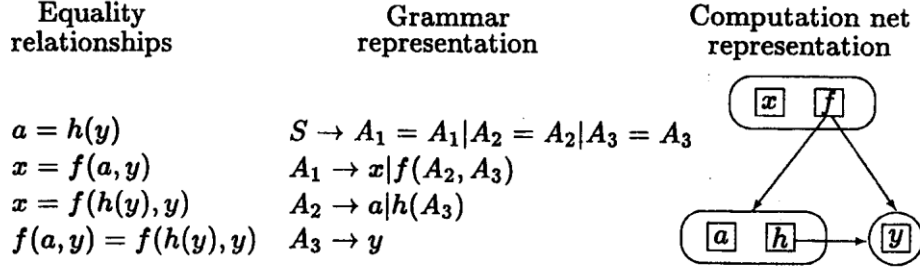 Equality relationships
Grammar representation
Computation net representation
x f
a = h(y) S → A₁ = A₁|A₂ = A₂|A₃ = A₃
x = f(a, y) A₁ → x|f(A₂, A₃)
x = f(h(y), y) A₂ → a|h(A₃)
f(a, y) = f(h(y), y) A₃ → y
a h y